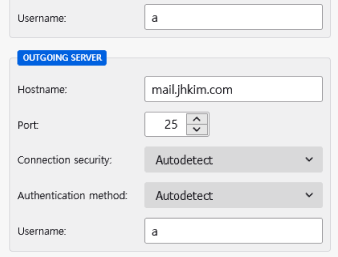 Username: a
OUTGOING SERVER
Hostname: mail.jhkim.com
Port: 25
Connection security: Autodetect
Authentication method: Autodetect
Username: a